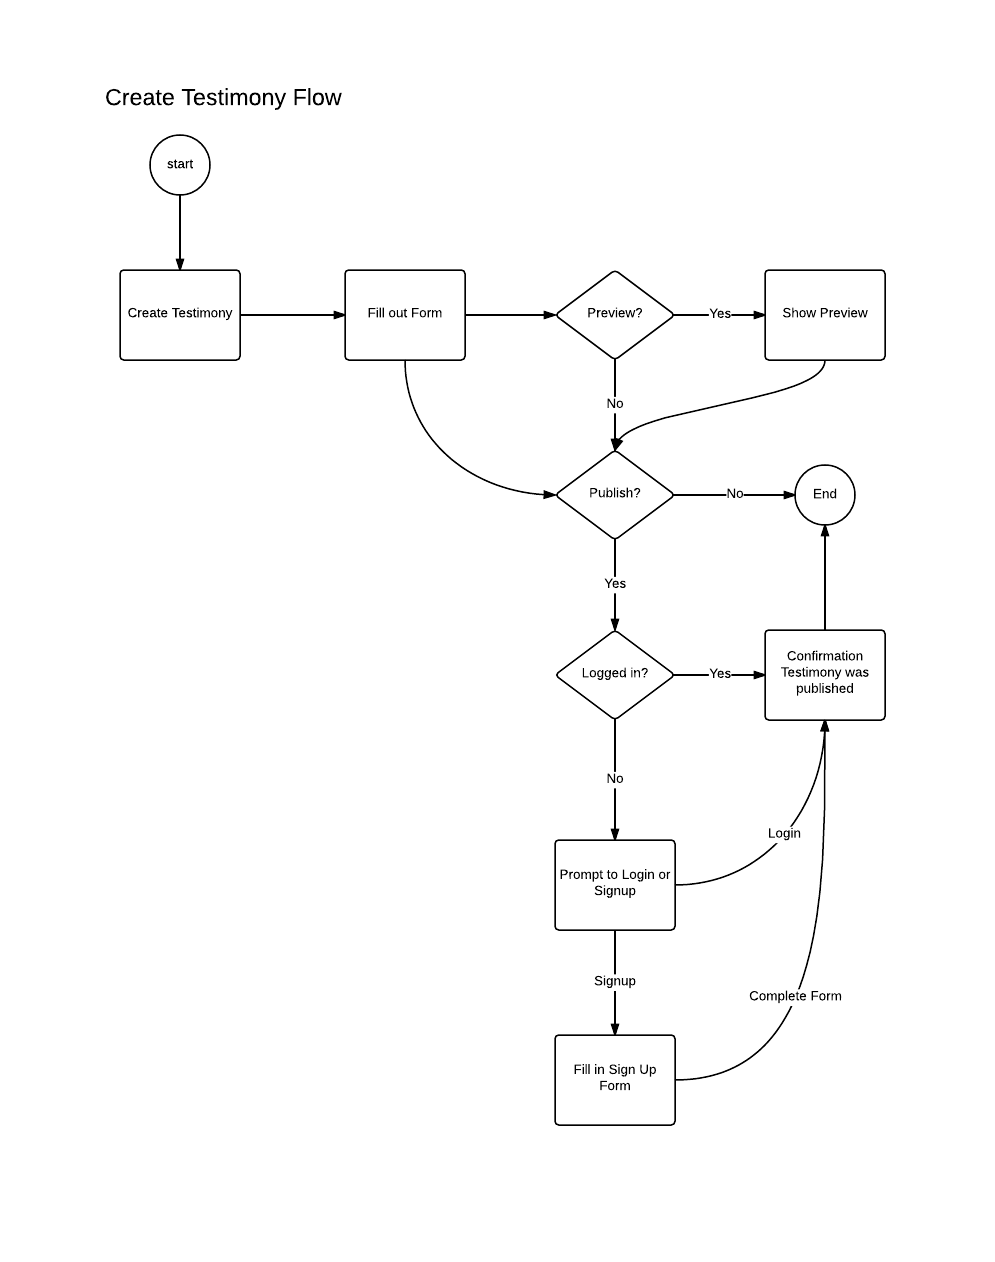 Create Testimony Flow
start
Create Testimony
Fill out Form
Preview?
Yes
Show Preview
No
Publish?
No
End
Yes
Logged in?
Yes
Confirmation
Testimony was
published
No
Login
Prompt to Login or
Signup
Signup
Complete Form
Fill in Sign Up
Form